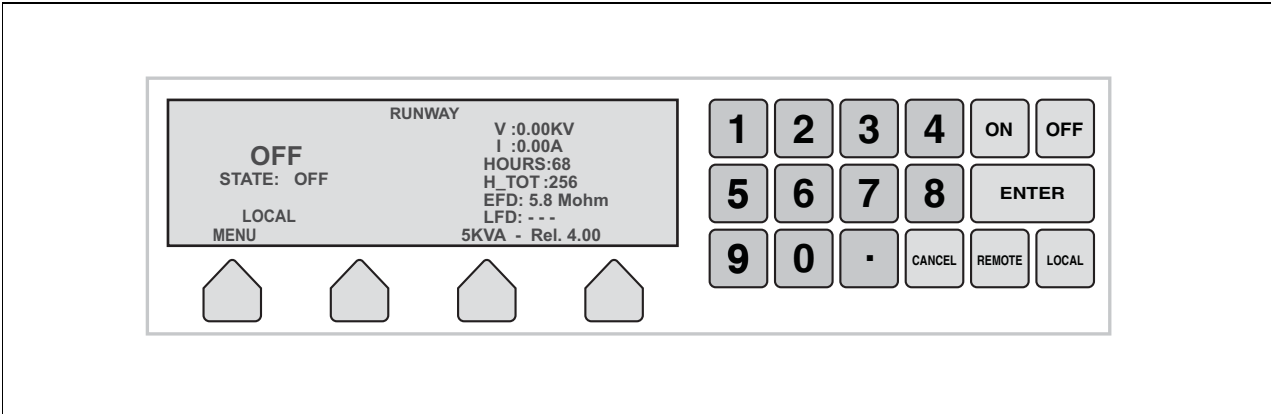 RUNWAY
OFF
STATE: OFF
LOCAL
MENU
V :0.00KV
I :0.00A
HOURS:68
H_TOT :256
EFD: 5.8 Mohm
LFD: - - -
5KVA - Rel. 4.00
1 2 3 4 ON OFF
5 6 7 8 ENTER
9 0 . CANCEL REMOTE LOCAL